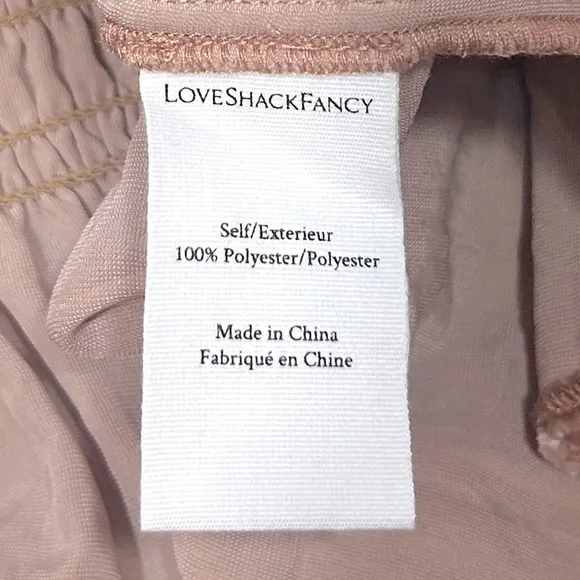 LOVESHACKFANCY
Self/Exterieur
100% Polyester/Polyester
Made in China
Fabriqué en Chine